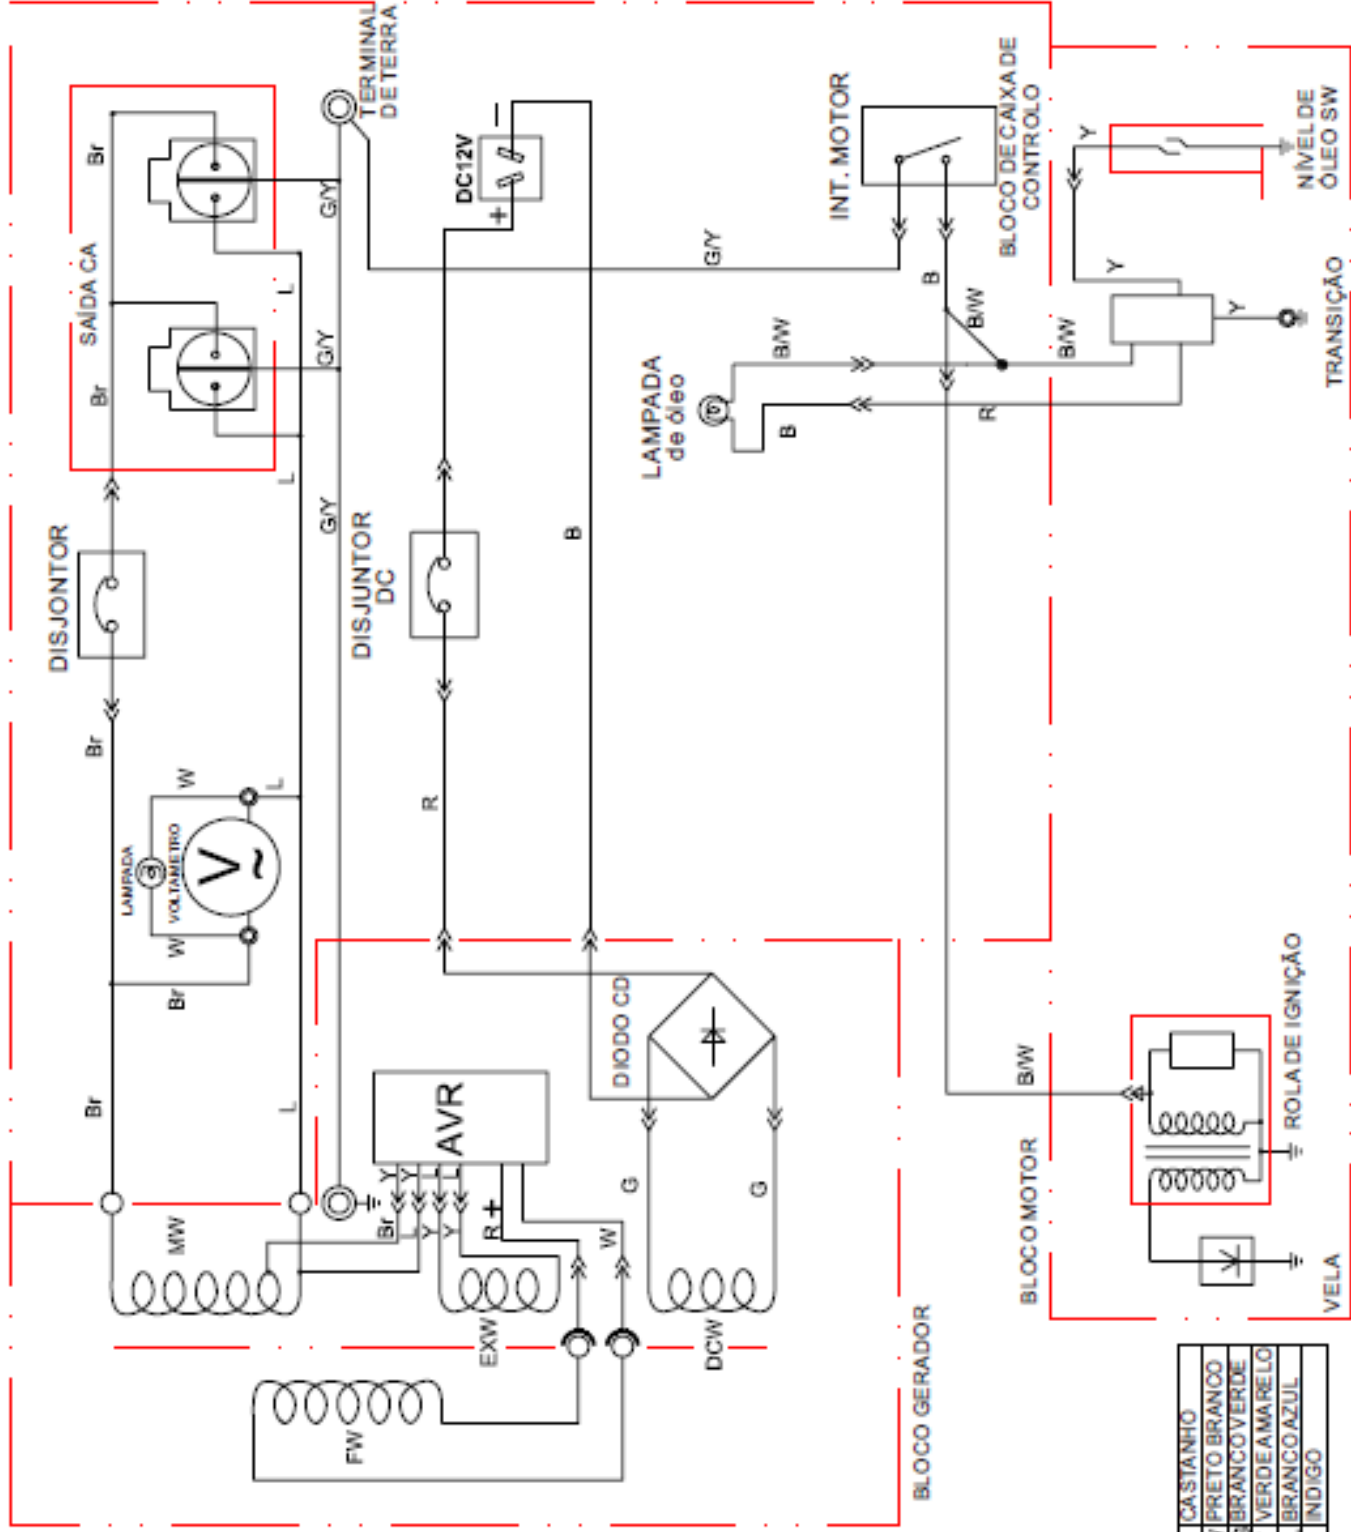 TERMINAL
DE TERRA
SAÍDA CA
Br
Br
G/Y
L
G/Y
L
G/Y
DISJONTOR
Br
LAMPADA
VOLTAMETRO
V
~
W
W
L
Br
Br
L
DC12V
+
−
DISJUNTOR
DC
R
B
INT. MOTOR
BLOCO DE CAIXA DE
CONTROLO
G/Y
B
B/W
B/W
B/W
LAMPADA
de óleo
B
R
Y
Y
Y
NÍVEL DE
ÓLEO SW
TRANSIÇÃO
MW
AVR
Y
Y
L
L
Br
L
Y
Y
R
+
W
EXW
FW
DIODO CD
G
G
DCW
BLOCO GERADOR
B/W
BLOCO MOTOR
ROLA DE IGNIÇÃO
VELA
CASTANHO
PRETO BRANCO
BRANCO VERDE
VERDE AMARELO
BRANCO AZUL
INDIGO